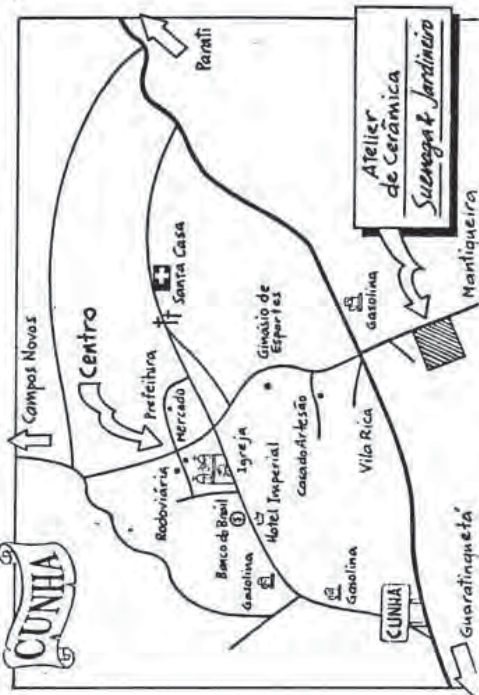 CUNHA
Campos Novos
Centro
Parati
Santa Casa
Prefeitura
Mercado
Rodoviária
Igreja
Banco do Brasil
Hotel Imperial
Gasolina
Gasolina
CUNHA
Guaratinguetá
Ginásio de
Esportes
Casa do Artesão
Vila Rica
Gasolina
Mantiqueira
Atelier
de Cerâmica
Suenaga & Jardineiro